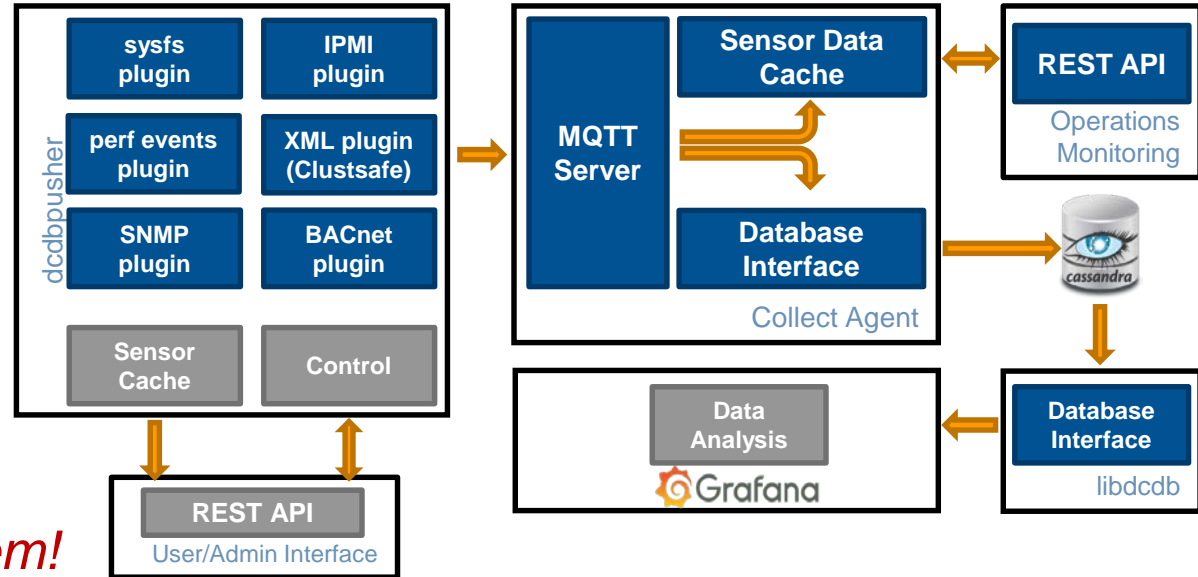 sysfs
plugin
IPMI
plugin
perf events
plugin
XML plugin
(Clustsafe)
SNMP
plugin
BACnet
plugin
dcdbpusher
Sensor
Cache
Control
REST API
User/Admin Interface
em!
MQTT
Server
Sensor Data
Cache
Database
Interface
Collect Agent
REST API
Operations
Monitoring
cassandra
Data
Analysis
Grafana
Database
Interface
libdcdb